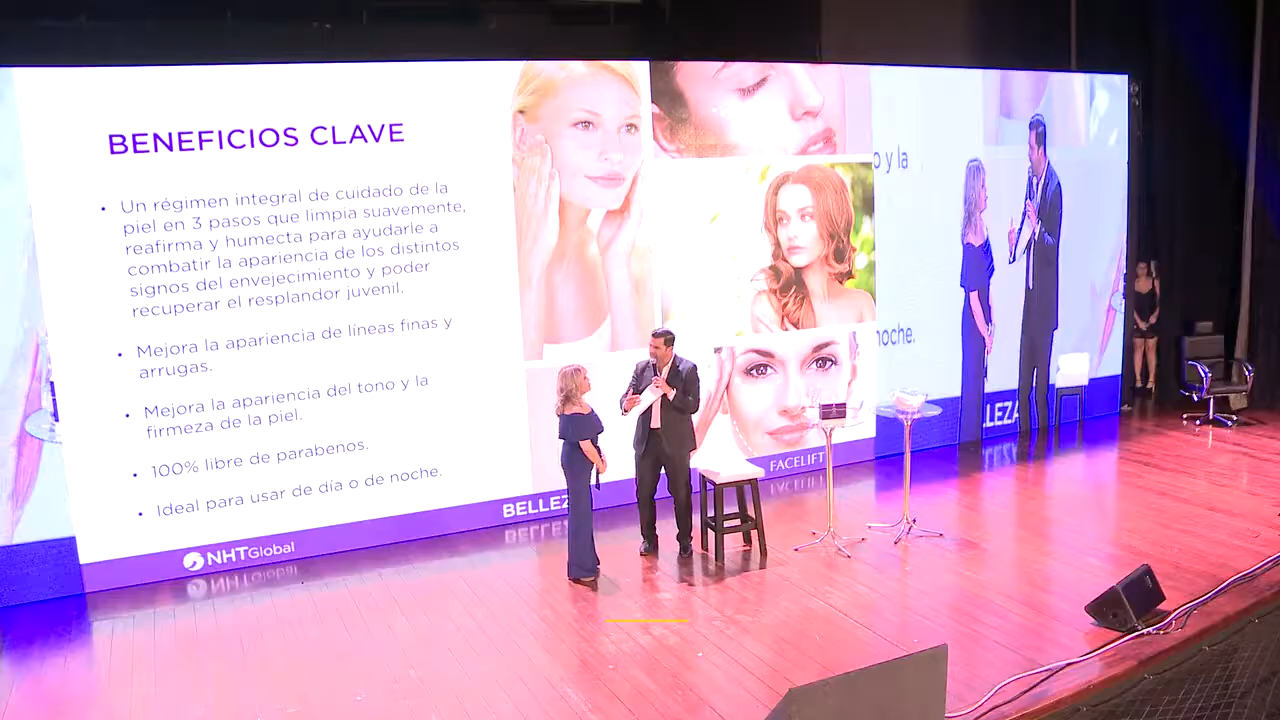 BENEFICIOS CLAVE
• Un régimen integral de cuidado de la
piel en 3 pasos que limpia suavemente,
reafirma y humecta para ayudarle a
combatir la apariencia de los distintos
signos del envejecimiento y poder
recuperar el resplandor juvenil.
• Mejora la apariencia de líneas finas y
arrugas.
• Mejora la apariencia del tono y la
firmeza de la piel.
• 100% libre de parabenos.
• Ideal para usar de día o de noche.
NHTGlobal
BELLEZ
FACELIFT
o y la
noche.
LEZA